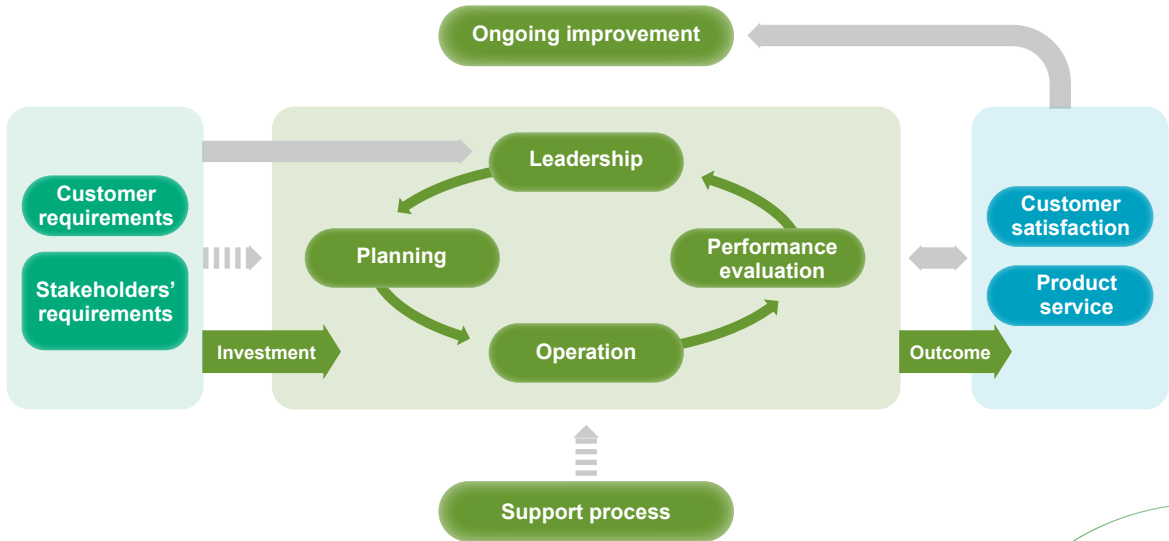 Ongoing improvement
Leadership
Customer
requirements
Stakeholders’
requirements
Planning
Performance
evaluation
Customer
satisfaction
Product
service
Investment
Operation
Outcome
Support process